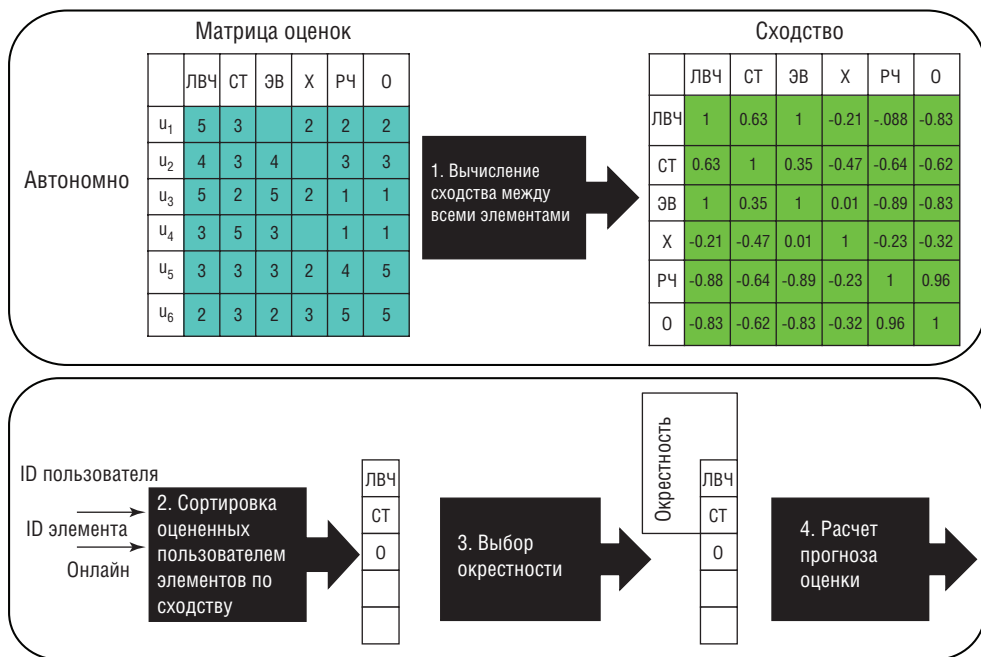 Матрица оценок
ЛВЧ СТ ЭВ Х РЧ О
u1 5 3 2 2 2
u2 4 3 4 3 3
u3 5 2 5 2 1 1
u4 3 5 3 1 1
u5 3 3 3 2 4 5
u6 2 3 2 3 5 5
Автономно
1. Вычисление
сходства между
всеми элементами
Сходство
ЛВЧ СТ ЭВ Х РЧ О
ЛВЧ 1 0.63 1 -0.21 -.088 -0.83
СТ 0.63 1 0.35 -0.47 -0.64 -0.62
ЭВ 1 0.35 1 0.01 -0.89 -0.83
Х -0.21 -0.47 0.01 1 -0.23 -0.32
РЧ -0.88 -0.64 -0.89 -0.23 1 0.96
О -0.83 -0.62 -0.83 -0.32 0.96 1
ID пользователя
ID элемента
Онлайн
2. Сортировка
оцененных
пользователем
элементов по
сходству
ЛВЧ
СТ
О
3. Выбор
окрестности
Окрестность
ЛВЧ
СТ
О
4. Расчет
прогноза
оценки